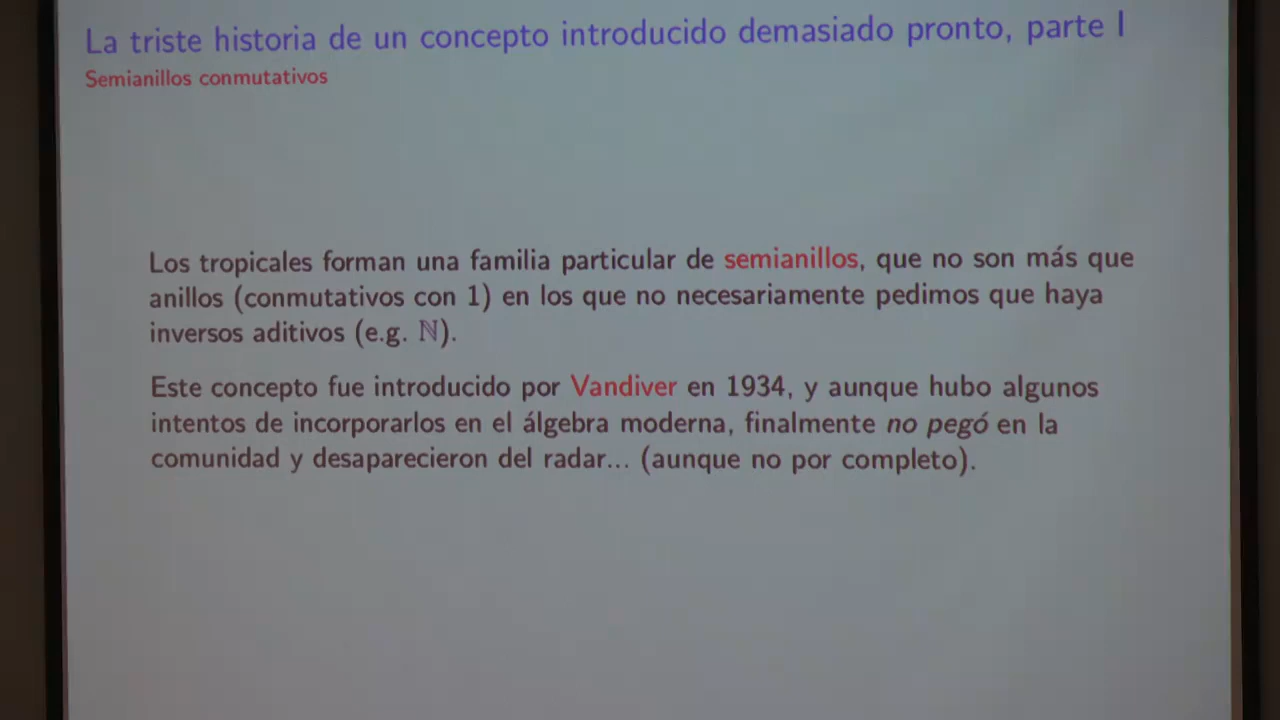 La triste historia de un concepto introducido demasiado pronto, parte I
Semianillos conmutativos
Los tropicales forman una familia particular de semianillos, que no son más que
anillos (conmutativos con 1) en los que no necesariamente pedimos que haya
inversos aditivos (e.g. ℕ).
Este concepto fue introducido por Vandiver en 1934, y aunque hubo algunos
intentos de incorporarlos en el álgebra moderna, finalmente no pegó en la
comunidad y desaparecieron del radar... (aunque no por completo).